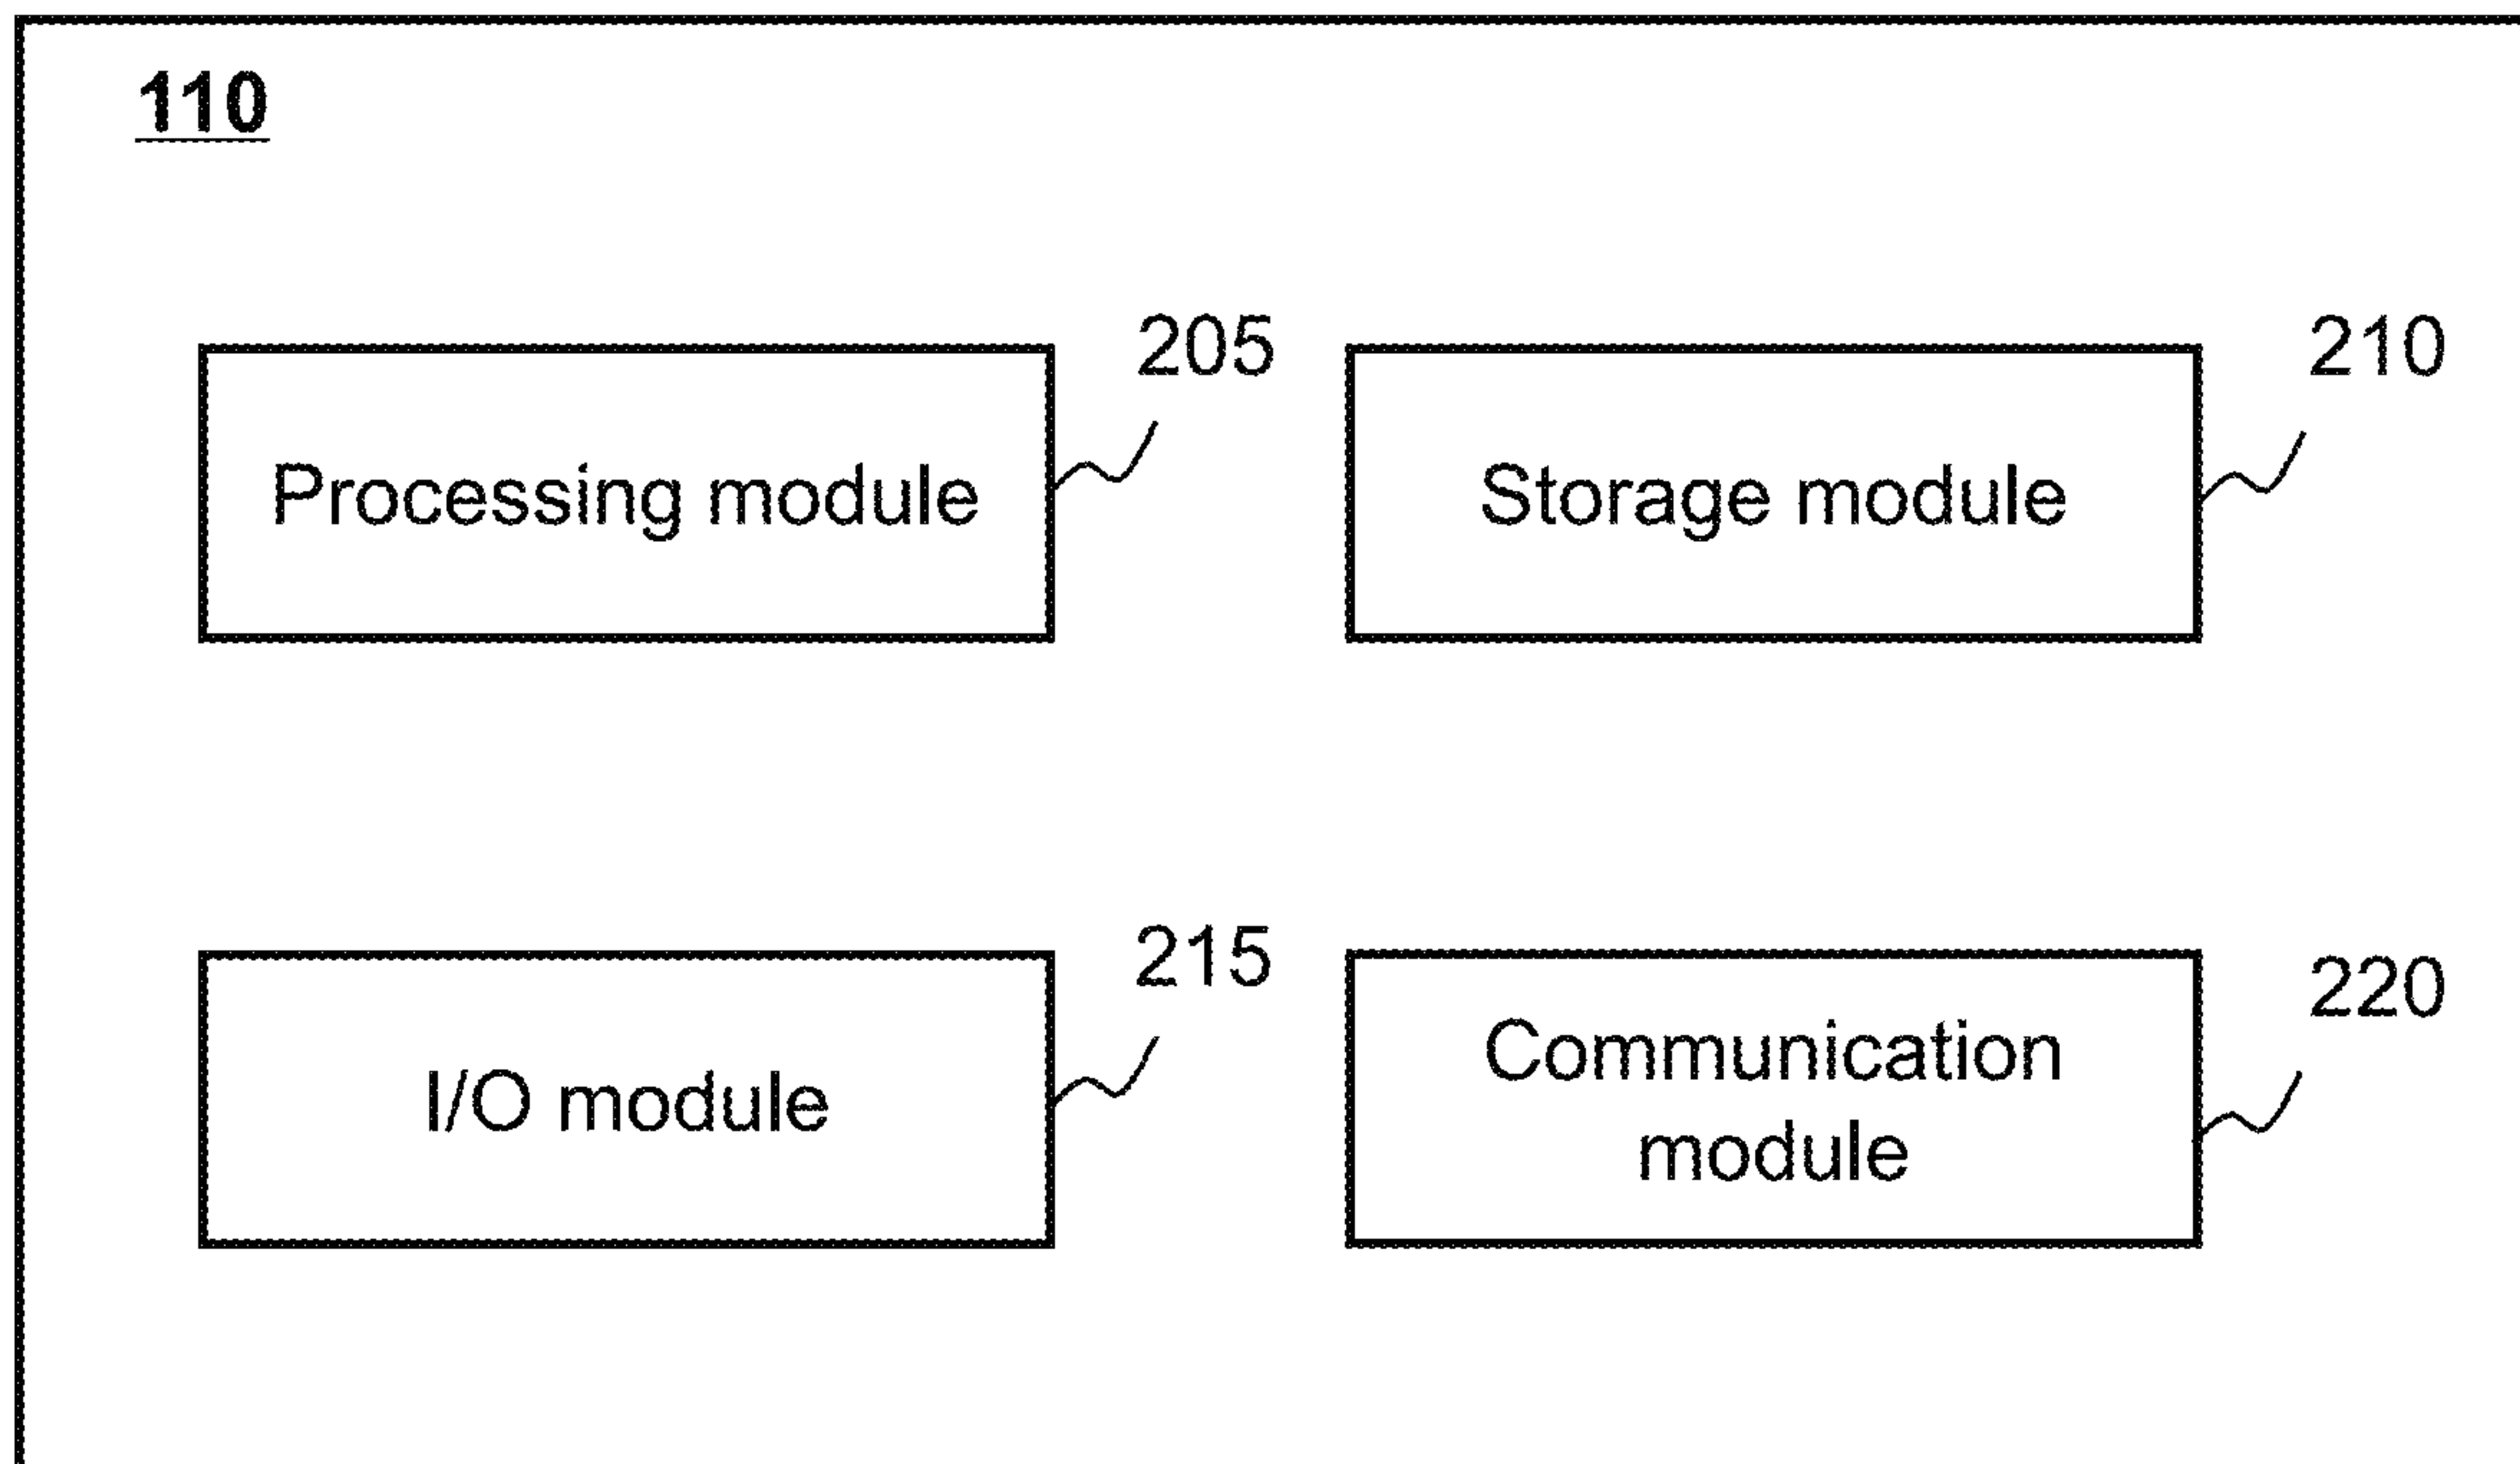 110
205
210
Processing module
Storage module
215
220
I/O module
Communication
module